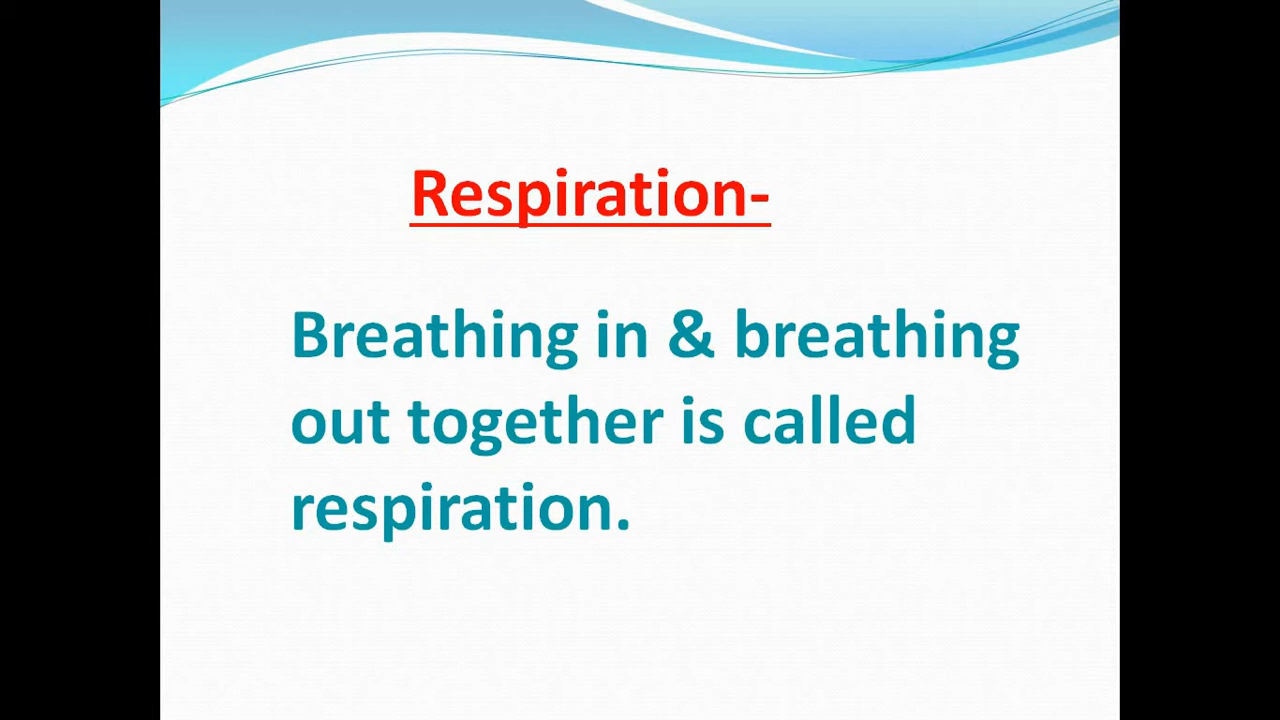 Respiration-
Breathing in & breathing
out together is called
respiration.